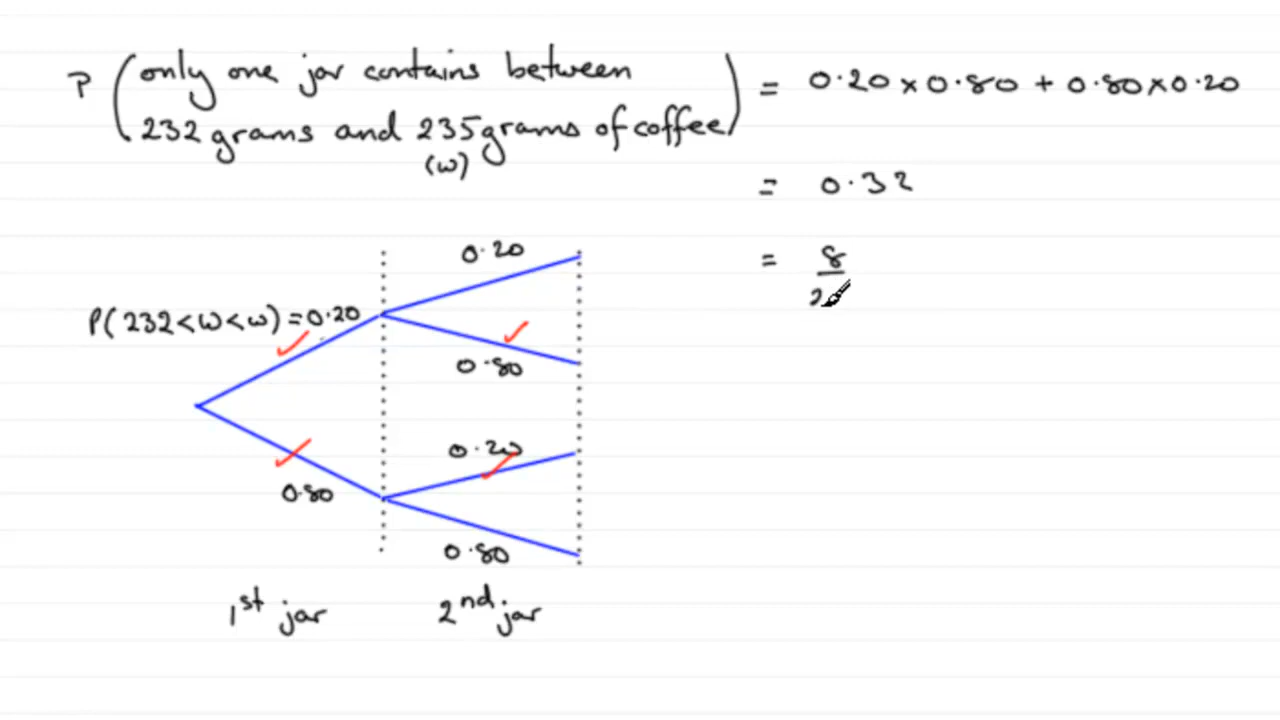 P (only one jar contains between = 0.20 × 0.80 + 0.80 × 0.20
232 grams and 235 grams of coffee)
(w)
= 0.32
= 8
2
0.20
P(232 < w < w) = 0.20
0.80
0.20
0.80
0.80
1st jar 2nd jar